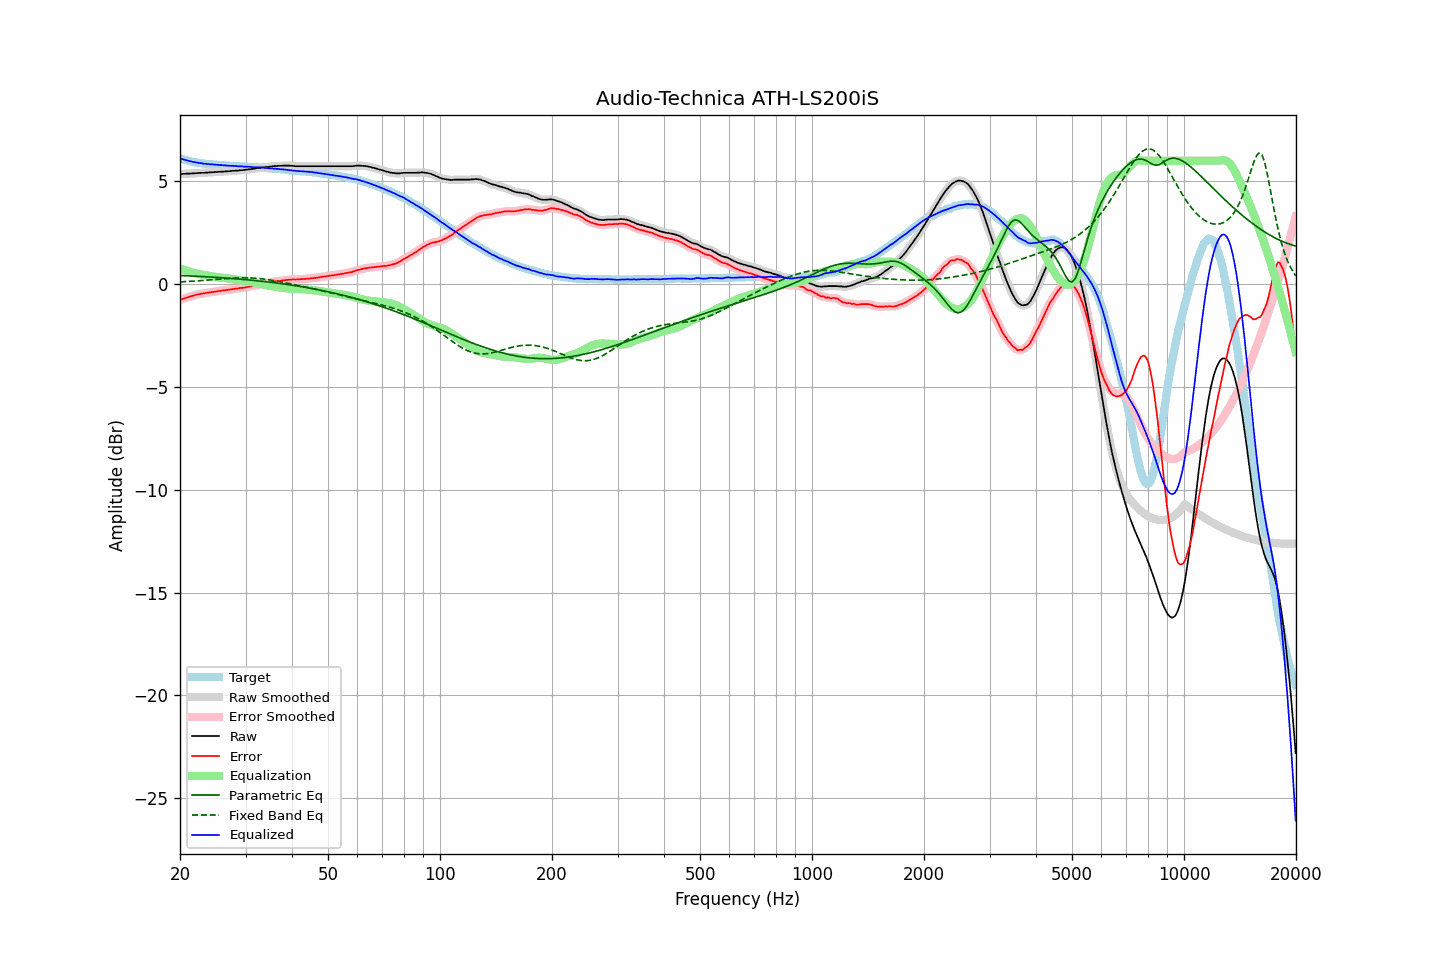 Audio-Technica ATH-LS200iS
Amplitude (dBr)
5
0
−5
−10
−15
−20
−25
Target
Raw Smoothed
Error Smoothed
Raw
Error
Equalization
Parametric Eq
Fixed Band Eq
Equalized
20 50 100 200 500 1000 2000 5000 10000 20000
Frequency (Hz)